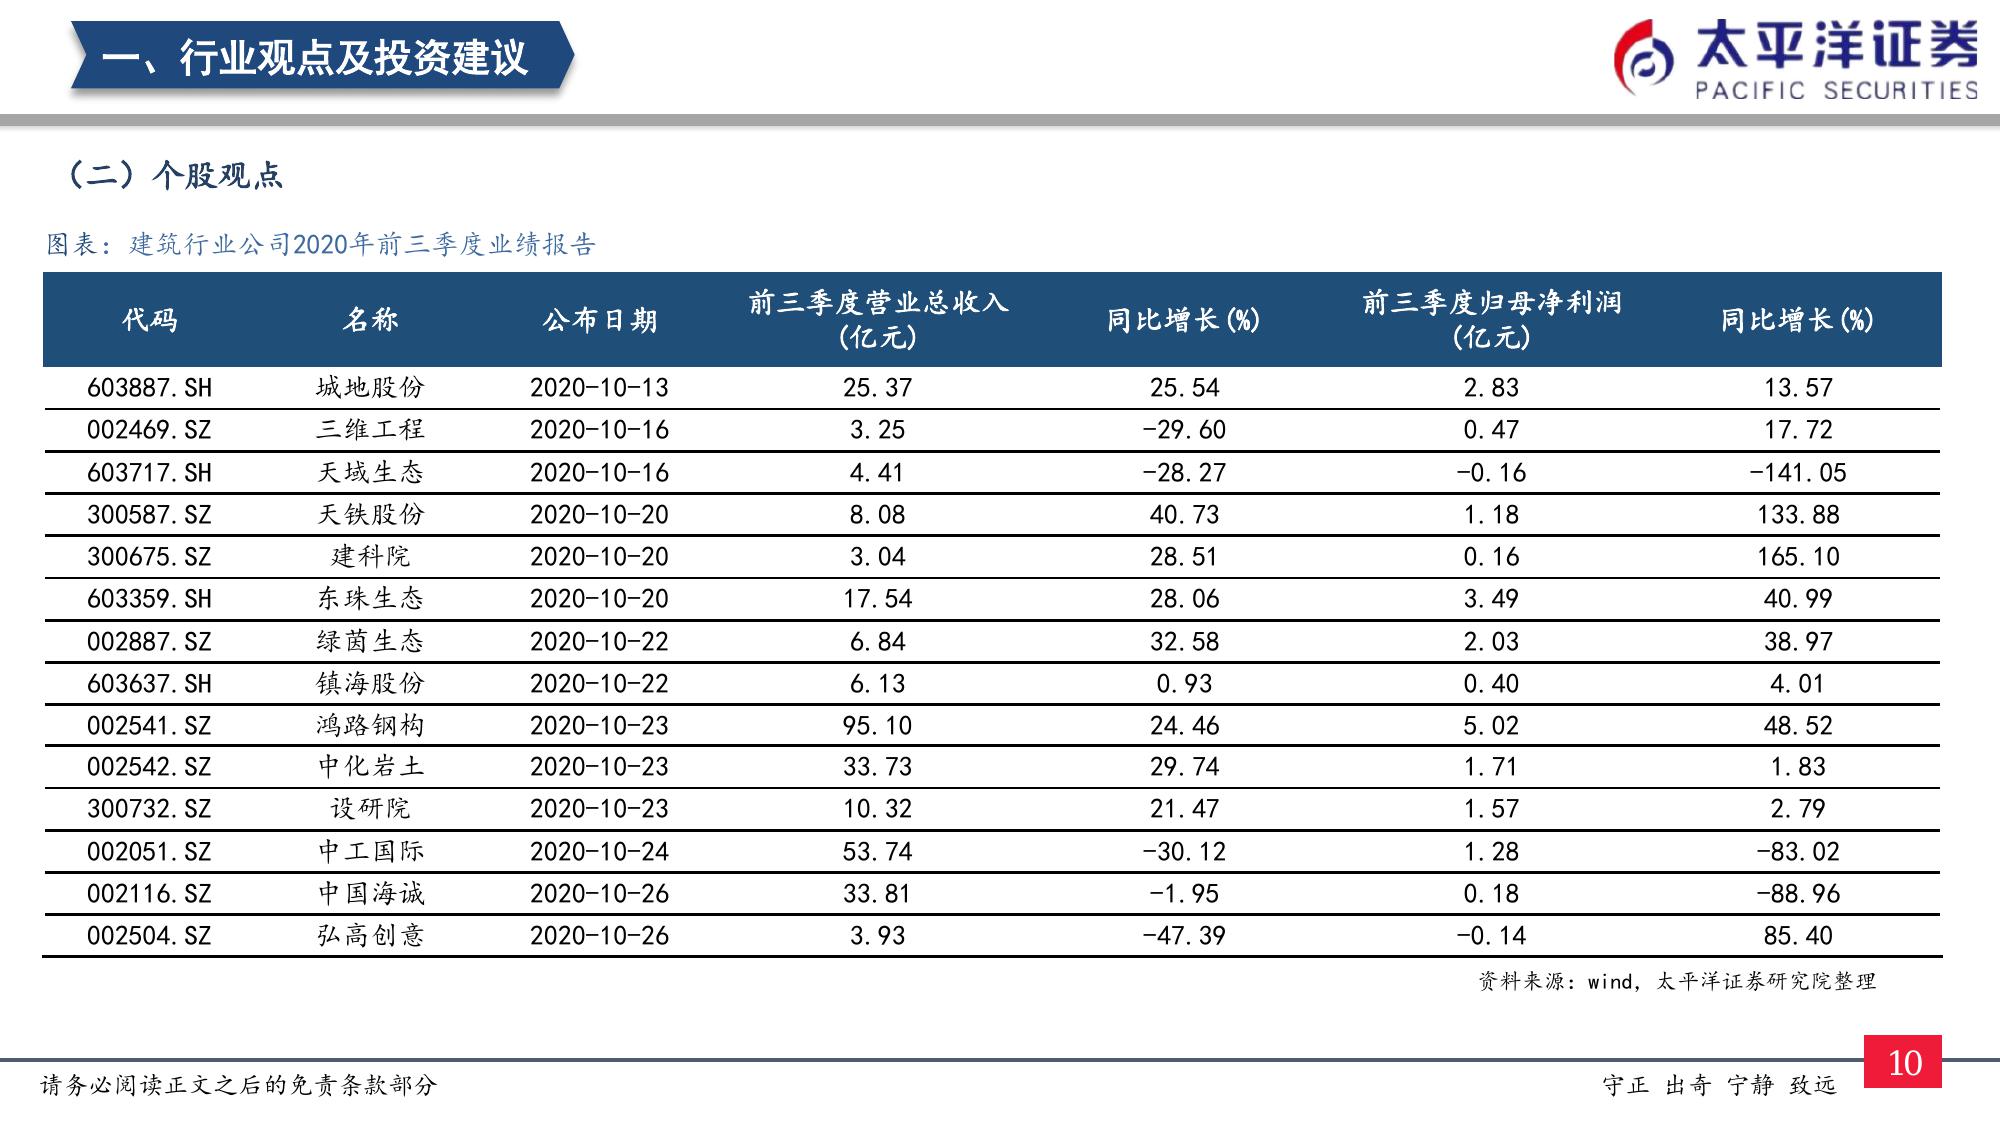 一、行业观点及投资建议
太平洋证券
PACIFIC SECURITIES
（二）个股观点
图表：建筑行业公司2020年前三季度业绩报告
代码 名称 公布日期 前三季度营业总收入(亿元) 同比增长(%) 前三季度归母净利润(亿元) 同比增长(%)
603887.SH 城地股份 2020-10-13 25.37 25.54 2.83 13.57
002469.SZ 三维工程 2020-10-16 3.25 -29.60 0.47 17.72
603717.SH 天域生态 2020-10-16 4.41 -28.27 -0.16 -141.05
300587.SZ 天铁股份 2020-10-20 8.08 40.73 1.18 133.88
300675.SZ 建科院 2020-10-20 3.04 28.51 0.16 165.10
603359.SH 东珠生态 2020-10-20 17.54 28.06 3.49 40.99
002887.SZ 绿茵生态 2020-10-22 6.84 32.58 2.03 38.97
603637.SH 镇海股份 2020-10-22 6.13 0.93 0.40 4.01
002541.SZ 鸿路钢构 2020-10-23 95.10 24.46 5.02 48.52
002542.SZ 中化岩土 2020-10-23 33.73 29.74 1.71 1.83
300732.SZ 设研院 2020-10-23 10.32 21.47 1.57 2.79
002051.SZ 中工国际 2020-10-24 53.74 -30.12 1.28 -83.02
002116.SZ 中国海诚 2020-10-26 33.81 -1.95 0.18 -88.96
002504.SZ 弘高创意 2020-10-26 3.93 -47.39 -0.14 85.40
资料来源：wind，太平洋证券研究院整理
请务必阅读正文之后的免责条款部分
守正 出奇 宁静 致远
10